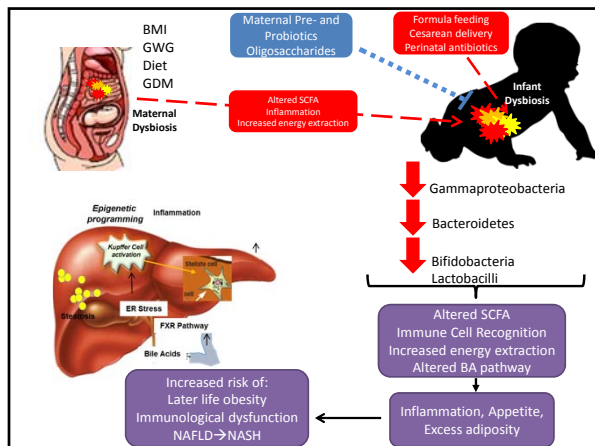 BMI
GWG
Diet
GDM
Maternal Dysbiosis
Maternal Pre- and
Probiotics
Oligosaccharides
Formula feeding
Cesarean delivery
Perinatal antibiotics
Infant
Dysbiosis
Altered SCFA
Inflammation
Increased energy extraction
Gammaproteobacteria
Bacteroidetes
Bifidobacteria
Lactobacilli
Epigenetic
programming
Inflammation
Kupffer Cell
activation
Stellate cell
cell
Steatosis
ER Stress
FXR Pathway
Bile Acids
Altered SCFA
Immune Cell Recognition
Increased energy extraction
Altered BA pathway
Inflammation, Appetite,
Excess adiposity
Increased risk of:
Later life obesity
Immunological dysfunction
NAFLD→NASH